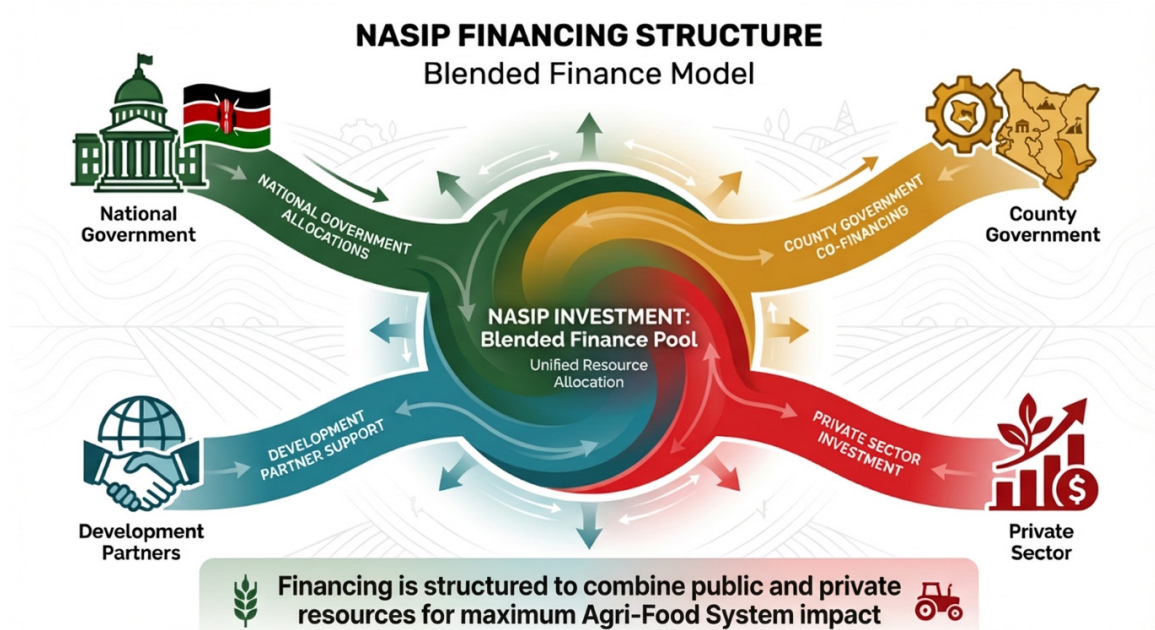 NASIP FINANCING STRUCTURE
Blended Finance Model
National
Government
NATIONAL GOVERNMENT
ALLOCATIONS
COUNTY GOVERNMENT
CO-FINANCING
County
Government
NASIP INVESTMENT:
Blended Finance Pool
Unified Resource
Allocation
DEVELOPMENT
PARTNER SUPPORT
Development
Partners
PRIVATE SECTOR
INVESTMENT
$
Private
Sector
Financing is structured to combine public and private
resources for maximum Agri-Food System impact